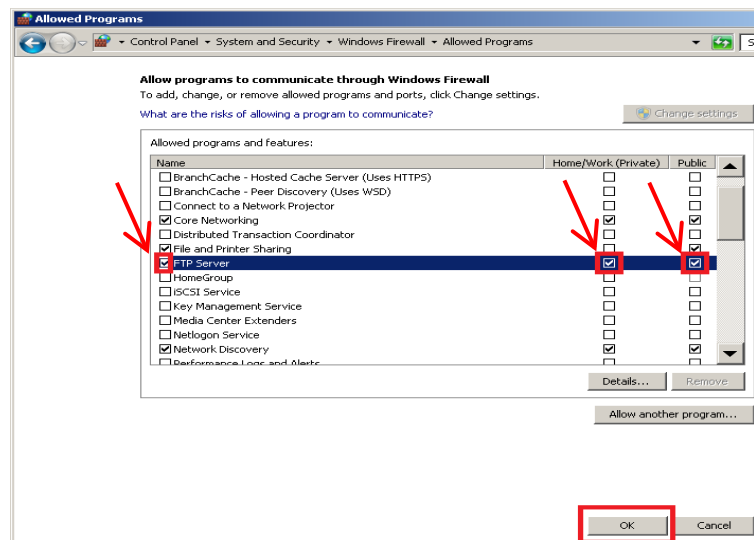 Allowed Programs
Control Panel System and Security Windows Firewall Allowed Programs S
Allow programs to communicate through Windows Firewall
To add, change, or remove allowed programs and ports, click Change settings.
What are the risks of allowing a program to communicate?
Change settings
Allowed programs and features:
Name Home/Work (Private) Public
BranchCache - Hosted Cache Server (Uses HTTPS)
BranchCache - Peer Discovery (Uses WSD)
Connect to a Network Projector
Core Networking
Distributed Transaction Coordinator
File and Printer Sharing
FTP Server
HomeGroup
iSCSI Service
Key Management Service
Media Center Extenders
Netlogon Service
Network Discovery
Performance Logs and Alerts
Details... Remove
Allow another program...
OK Cancel